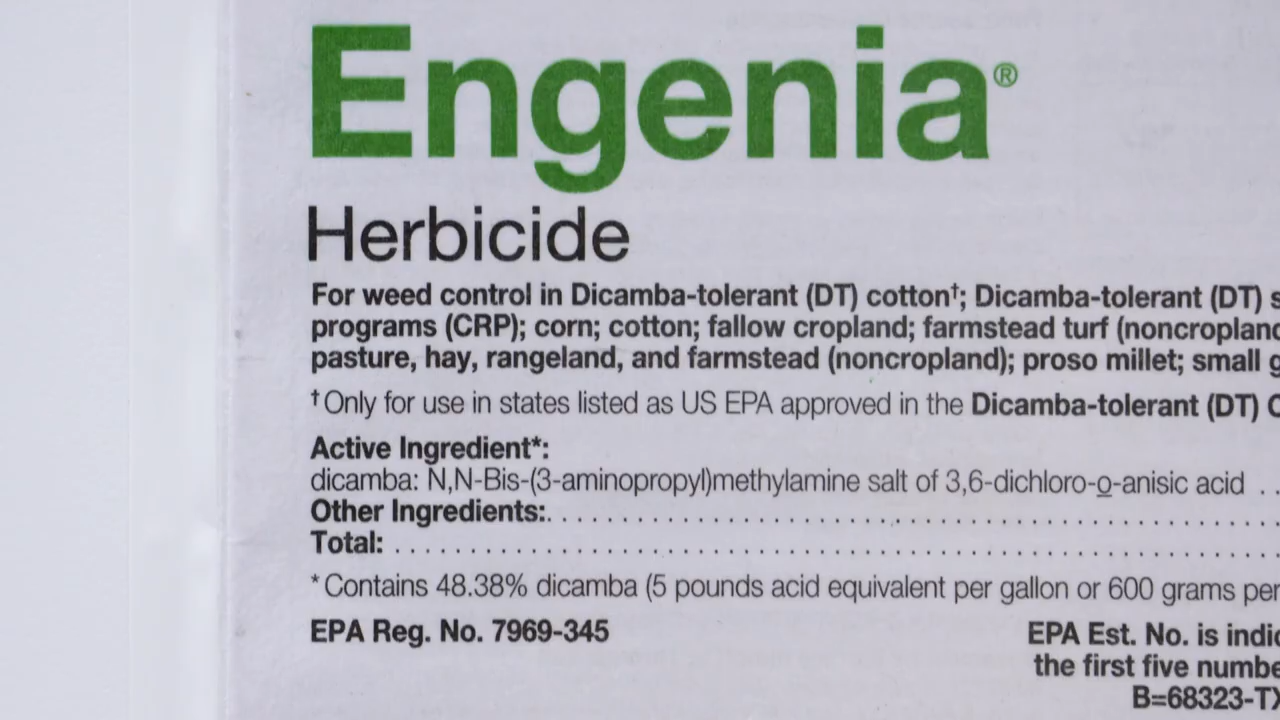 Engenia®
Herbicide
For weed control in Dicamba-tolerant (DT) cotton†; Dicamba-tolerant (DT) s
programs (CRP); corn; cotton; fallow cropland; farmstead turf (noncropland
pasture, hay, rangeland, and farmstead (noncropland); proso millet; small g
†Only for use in states listed as US EPA approved in the Dicamba-tolerant (DT) C
Active Ingredient*:
dicamba: N,N-Bis-(3-aminopropyl)methylamine salt of 3,6-dichloro-o-anisic acid . .
Other Ingredients:. . . . . . . . . . . . . . . . . . . . . . . . . . . . . . . . . . . . . . . . . . . . . . . . . . . . . . . . .
Total: . . . . . . . . . . . . . . . . . . . . . . . . . . . . . . . . . . . . . . . . . . . . . . . . . . . . . . . . . . . . . . . . . . . . .
*Contains 48.38% dicamba (5 pounds acid equivalent per gallon or 600 grams per
EPA Reg. No. 7969-345
EPA Est. No. is indic
the first five numbe
B=68323-TX